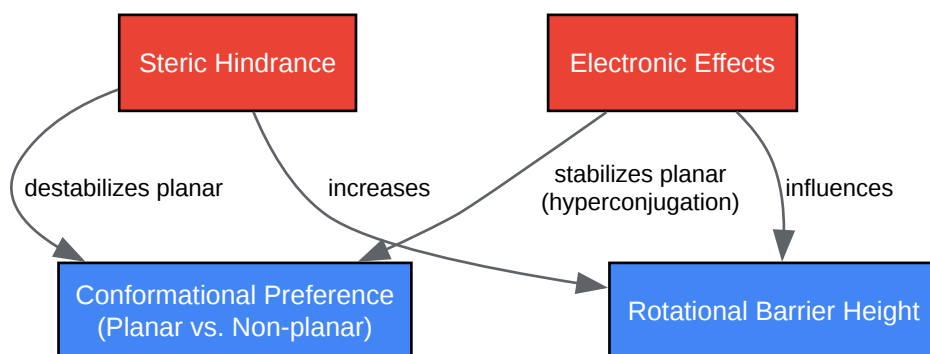 Steric Hindrance
Electronic Effects
destabilizes planar
increases
stabilizes planar
(hyperconjugation)
influences
Conformational Preference
(Planar vs. Non-planar)
Rotational Barrier Height